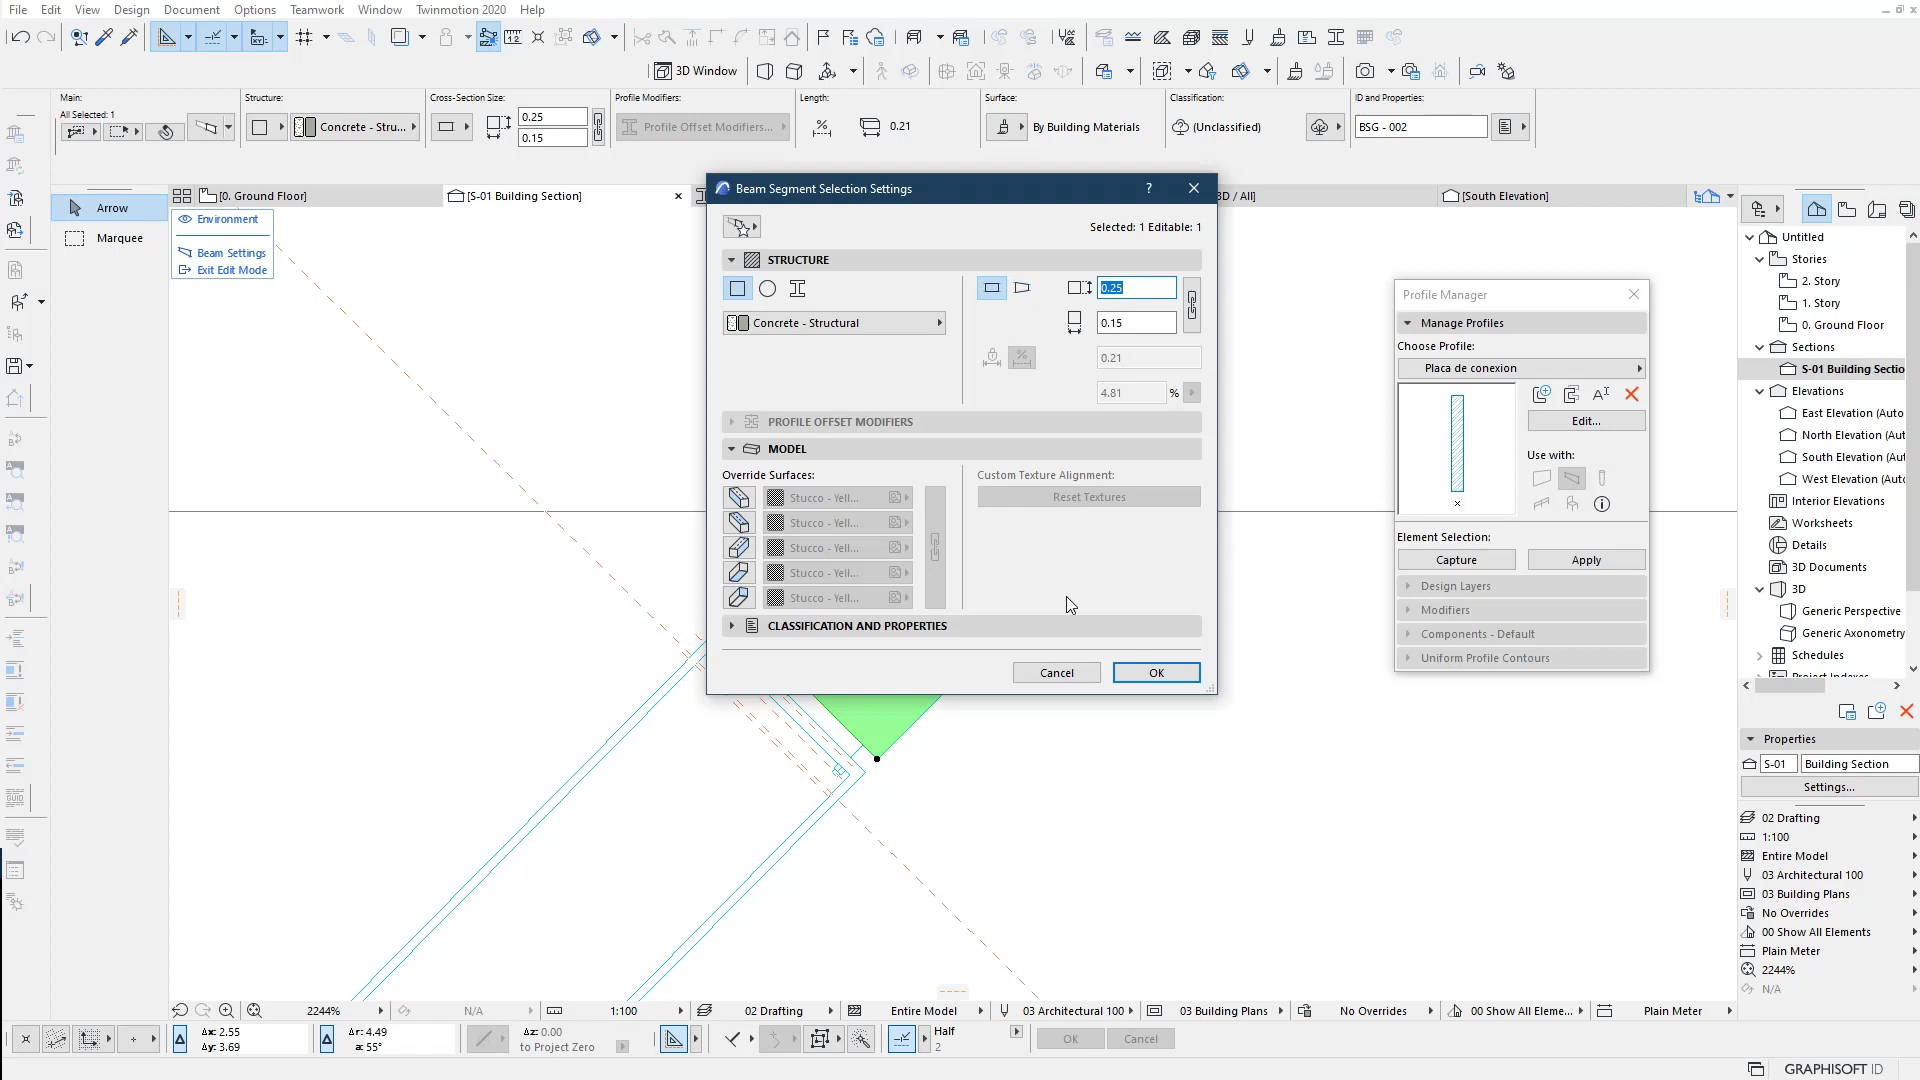 File Edit View Design Document Options Teamwork Window Twinmotion 2020 Help
3D Window
Main: Structure: Cross-Section Size: Profile Modifiers: Length: Surface: Classification: ID and Properties:
All Selected: 1
Concrete - Stru... 0.25 0.15 Profile Offset Modifiers... 0.21 By Building Materials (Unclassified) BSG - 002
Arrow
Marquee
[0. Ground Floor]
[S-01 Building Section]
3D / All]
[South Elevation]
Environment
Beam Settings
Exit Edit Mode
Beam Segment Selection Settings ?
Selected: 1 Editable: 1
STRUCTURE
0.25
Concrete - Structural
0.15
0.21
4.81 %
PROFILE OFFSET MODIFIERS
MODEL
Override Surfaces: Custom Texture Alignment:
Stucco - Yell... Reset Textures
Stucco - Yell...
Stucco - Yell...
Stucco - Yell...
Stucco - Yell...
CLASSIFICATION AND PROPERTIES
Cancel OK
Profile Manager
Manage Profiles
Choose Profile:
Placa de conexion
Edit...
Use with:
Element Selection:
Capture Apply
Design Layers
Modifiers
Components - Default
Uniform Profile Contours
Untitled
Stories
2. Story
1. Story
0. Ground Floor
Sections
S-01 Building Sectio
Elevations
East Elevation (Auto
North Elevation (Aut
South Elevation (Aut
West Elevation (Auto
Interior Elevations
Worksheets
Details
3D Documents
3D
Generic Perspective
Generic Axonometry
Schedules
Project Indexes
Properties
S-01 Building Section
Settings...
02 Drafting
1:100
Entire Model
03 Architectural 100
03 Building Plans
No Overrides
00 Show All Elements
Plain Meter
2244%
N/A
2244% N/A 1:100 02 Drafting Entire Model 03 Architectural 100 03 Building Plans No Overrides 00 Show All Eleme... Plain Meter
Δx: 2.55 Δr: 4.49 Δz: 0.00 Half
Δy: 3.69 a: 55° to Project Zero 2
OK Cancel
GRAPHISOFT ID